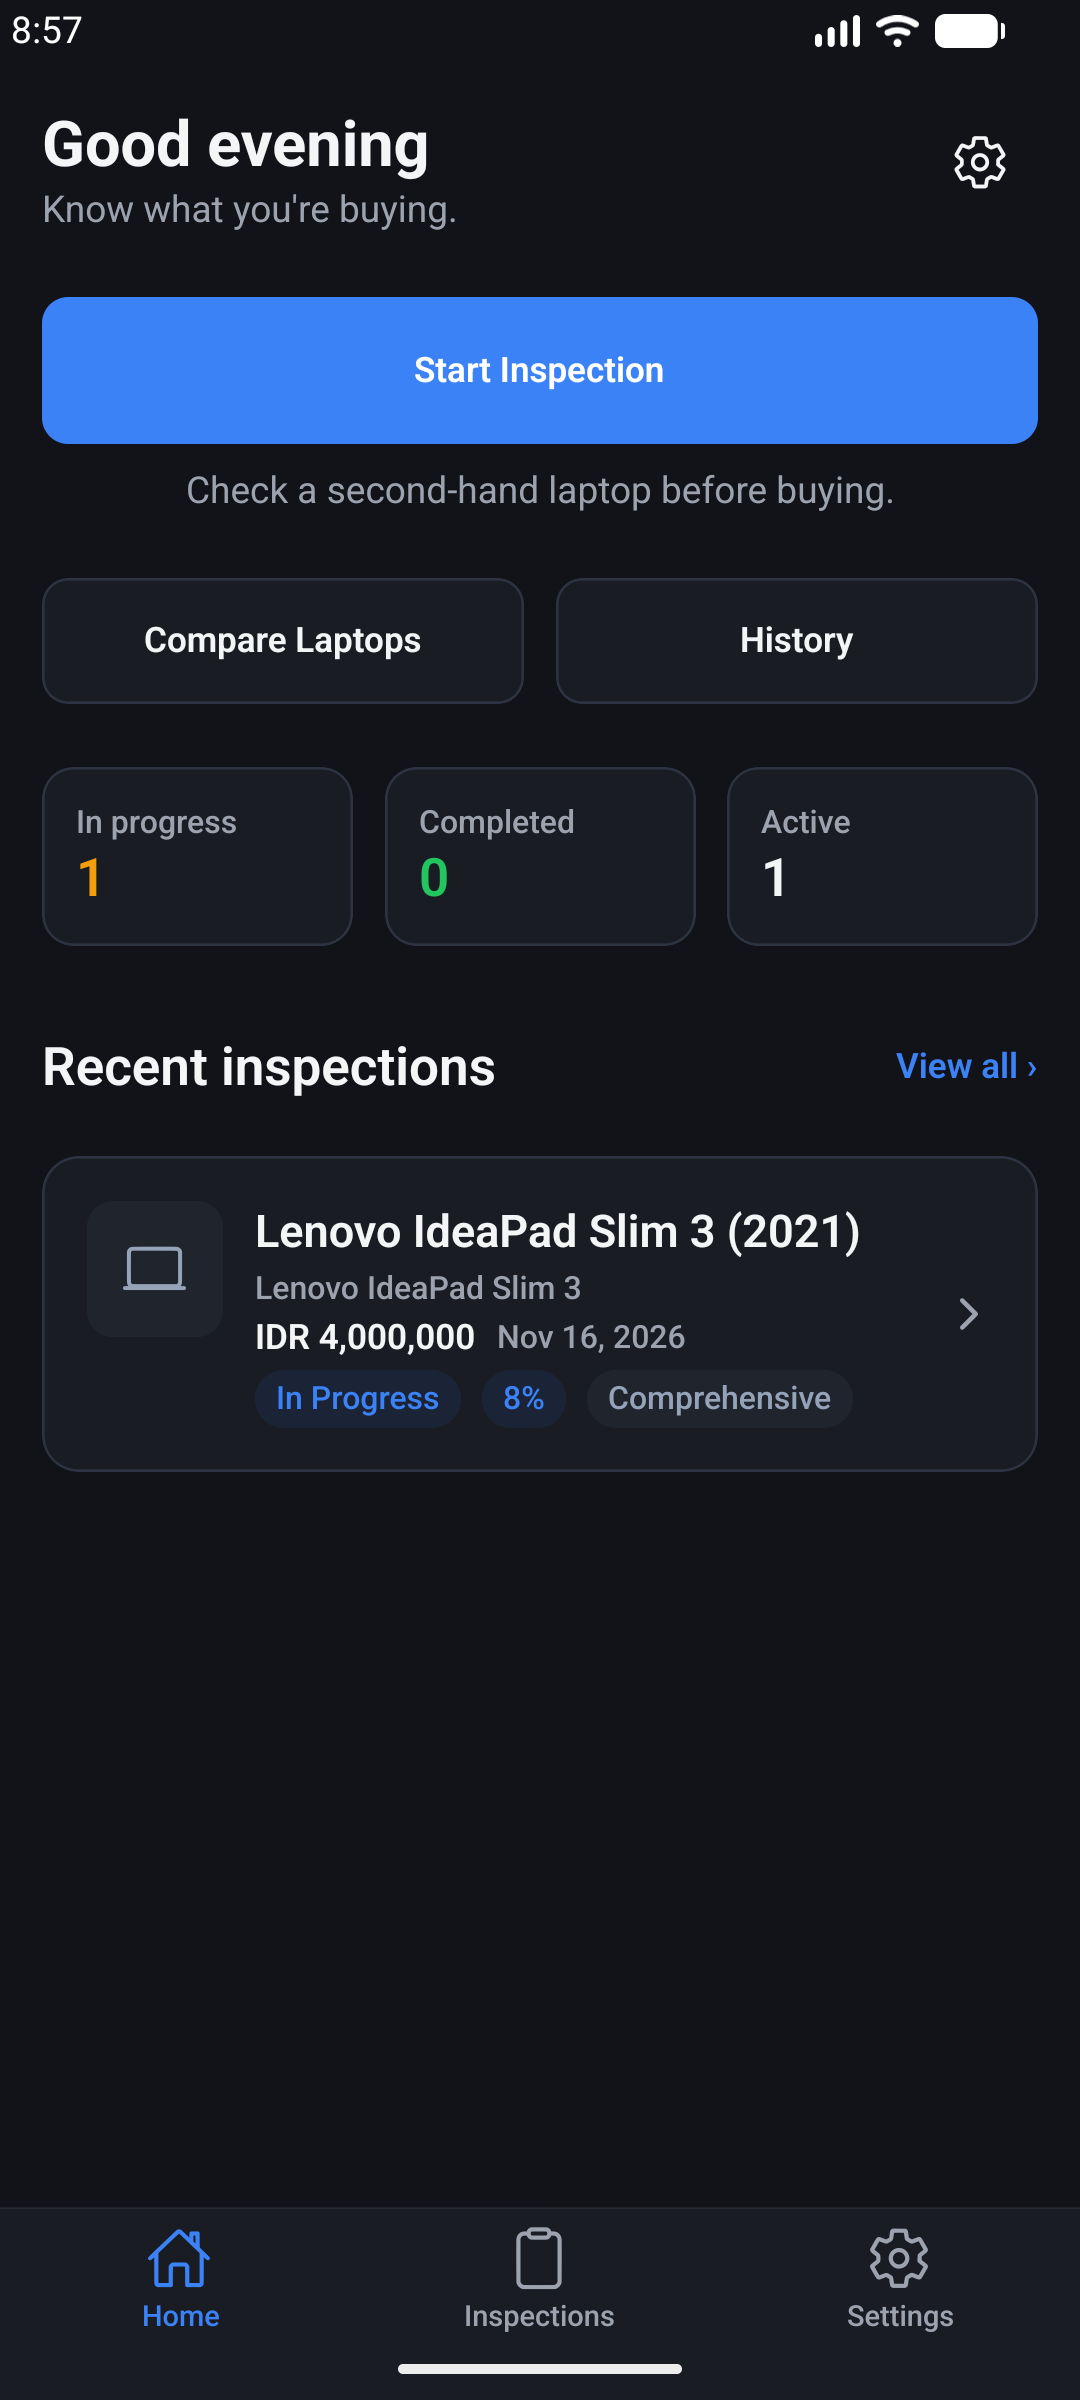 8:57
Good evening
Know what you're buying.
Start Inspection
Check a second-hand laptop before buying.
Compare Laptops
History
In progress
1
Completed
0
Active
1
Recent inspections
View all ›
Lenovo IdeaPad Slim 3 (2021)
Lenovo IdeaPad Slim 3
IDR 4,000,000 Nov 16, 2026
In Progress 8% Comprehensive
Home
Inspections
Settings